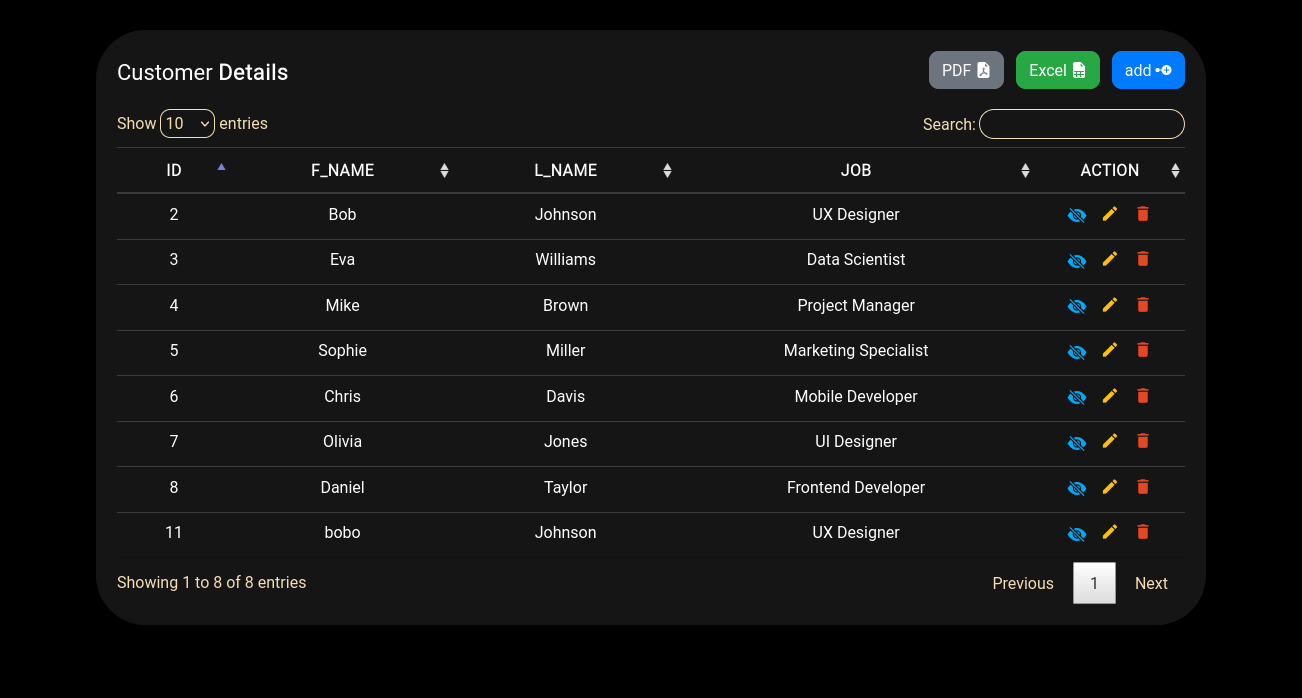 Customer Details
PDF Excel add
Show 10 entries Search:
ID F_NAME L_NAME JOB ACTION
2 Bob Johnson UX Designer
3 Eva Williams Data Scientist
4 Mike Brown Project Manager
5 Sophie Miller Marketing Specialist
6 Chris Davis Mobile Developer
7 Olivia Jones UI Designer
8 Daniel Taylor Frontend Developer
11 bobo Johnson UX Designer
Showing 1 to 8 of 8 entries Previous 1 Next